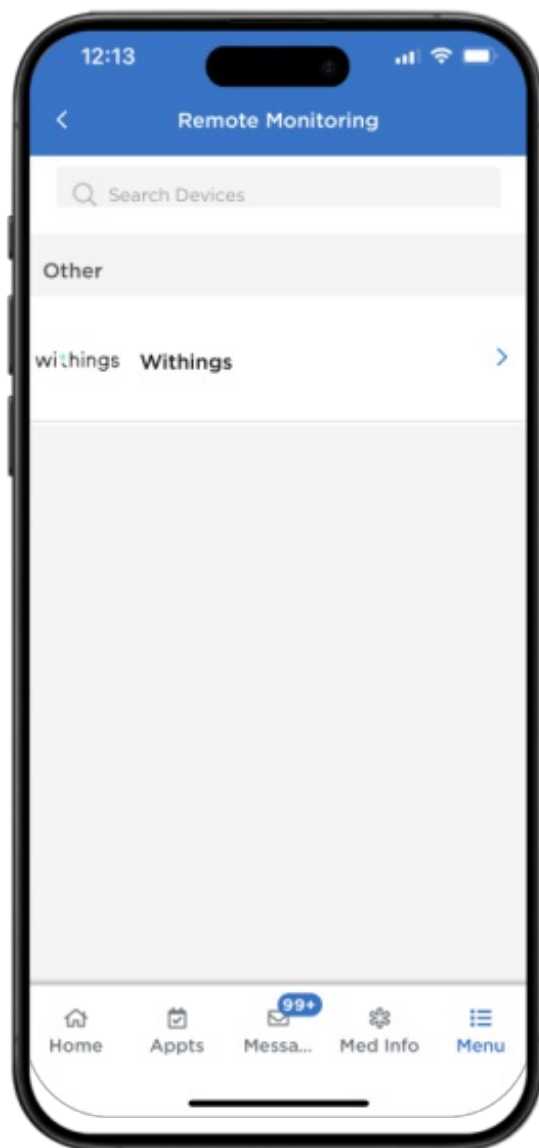 12:13
Remote Monitoring
Search Devices
Other
withings Withings
99+
Home Appts Messa... Med Info Menu